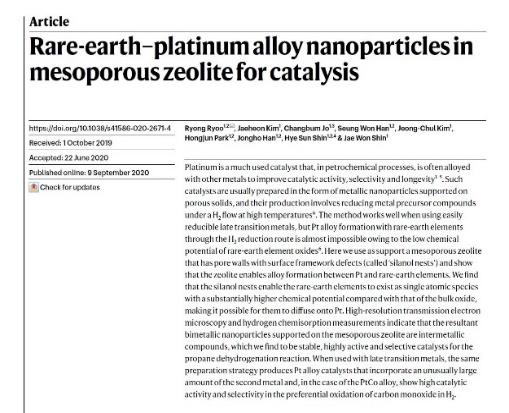 Article
Rare-earth–platinum alloy nanoparticles in
mesoporous zeolite for catalysis
https://doi.org/10.1038/s41586-020-2671-4
Received: 1 October 2019
Accepted: 22 June 2020
Published online: 9 September 2020
Check for updates
Ryong Ryoo¹,²✉, Jaeheon Kim¹, Changbum Jo¹,³, Seung Won Han¹,², Jeong-Chul Kim¹,
Hongjun Park¹,², Jongho Han¹,², Hye Sun Shin¹,²,⁴ & Jae Won Shin¹
Platinum is a much used catalyst that, in petrochemical processes, is often alloyed
with other metals to improve catalytic activity, selectivity and longevity¹⁻⁵. Such
catalysts are usually prepared in the form of metallic nanoparticles supported on
porous solids, and their production involves reducing metal precursor compounds
under a H₂ flow at high temperatures⁶. The method works well when using easily
reducible late transition metals, but Pt alloy formation with rare-earth elements
through the H₂ reduction route is almost impossible owing to the low chemical
potential of rare-earth element oxides⁶. Here we use as support a mesoporous zeolite
that has pore walls with surface framework defects (called ‘silanol nests’) and show
that the zeolite enables alloy formation between Pt and rare-earth elements. We find
that the silanol nests enable the rare-earth elements to exist as single atomic species
with a substantially higher chemical potential compared with that of the bulk oxide,
making it possible for them to diffuse onto Pt. High-resolution transmission electron
microscopy and hydrogen chemisorption measurements indicate that the resultant
bimetallic nanoparticles supported on the mesoporous zeolite are intermetallic
compounds, which we find to be stable, highly active and selective catalysts for the
propane dehydrogenation reaction. When used with late transition metals, the same
preparation strategy produces Pt alloy catalysts that incorporate an unusually large
amount of the second metal and, in the case of the PtCo alloy, show high catalytic
activity and selectivity in the preferential oxidation of carbon monoxide in H₂.